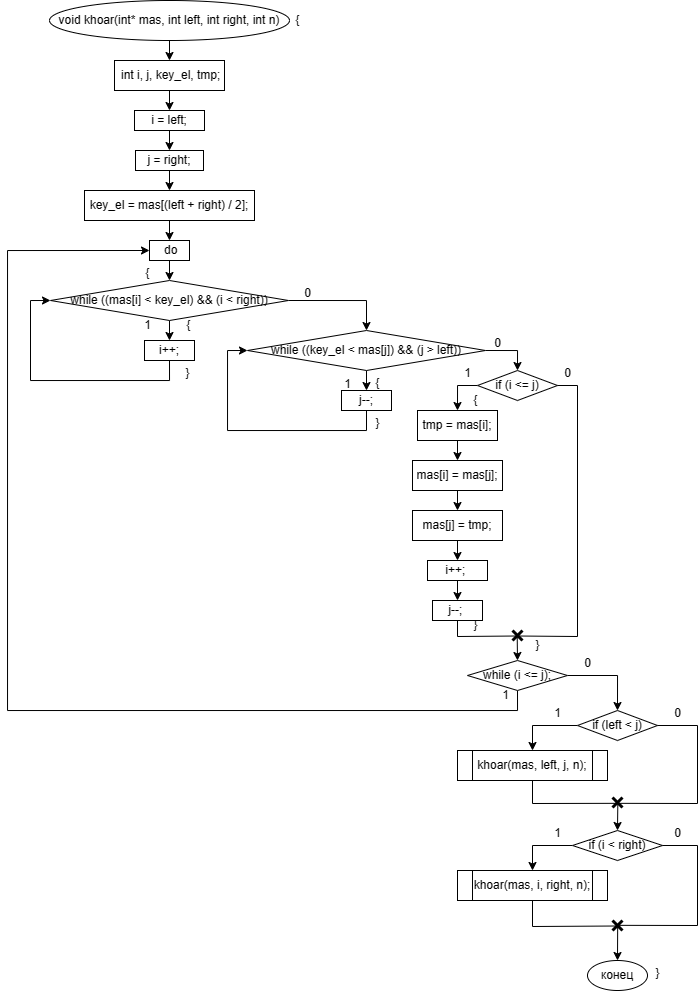 void khoar(int* mas, int left, int right, int n)
{
int i, j, key_el, tmp;
i = left;
j = right;
key_el = mas[(left + right) / 2];
do
{
while ((mas[i] < key_el) && (i < right))
0
1
{
i++;
}
while ((key_el < mas[j]) && (j > left))
0
1
{
j--;
}
if (i <= j)
1
0
{
tmp = mas[i];
mas[i] = mas[j];
mas[j] = tmp;
i++;
j--;
}
}
while (i <= j);
0
1
if (left < j)
1
0
khoar(mas, left, j, n);
if (i < right)
1
0
khoar(mas, i, right, n);
конец
}